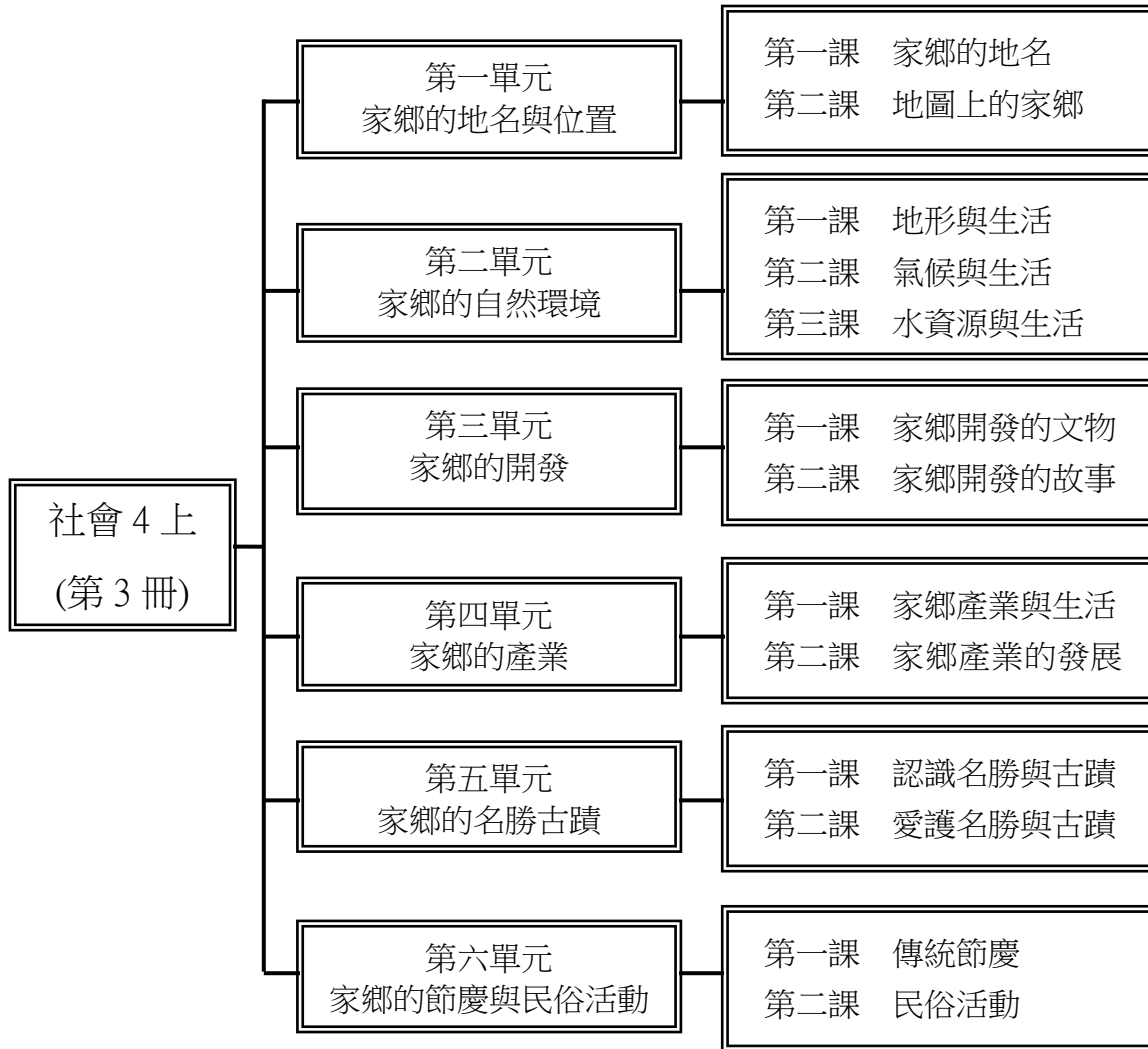 社會 4 上
(第 3 冊)
第一單元
家鄉的地名與位置
第一課 家鄉的地名
第二課 地圖上的家鄉
第二單元
家鄉的自然環境
第一課 地形與生活
第二課 氣候與生活
第三課 水資源與生活
第三單元
家鄉的開發
第一課 家鄉開發的文物
第二課 家鄉開發的故事
第四單元
家鄉的產業
第一課 家鄉產業與生活
第二課 家鄉產業的發展
第五單元
家鄉的名勝古蹟
第一課 認識名勝與古蹟
第二課 愛護名勝與古蹟
第六單元
家鄉的節慶與民俗活動
第一課 傳統節慶
第二課 民俗活動